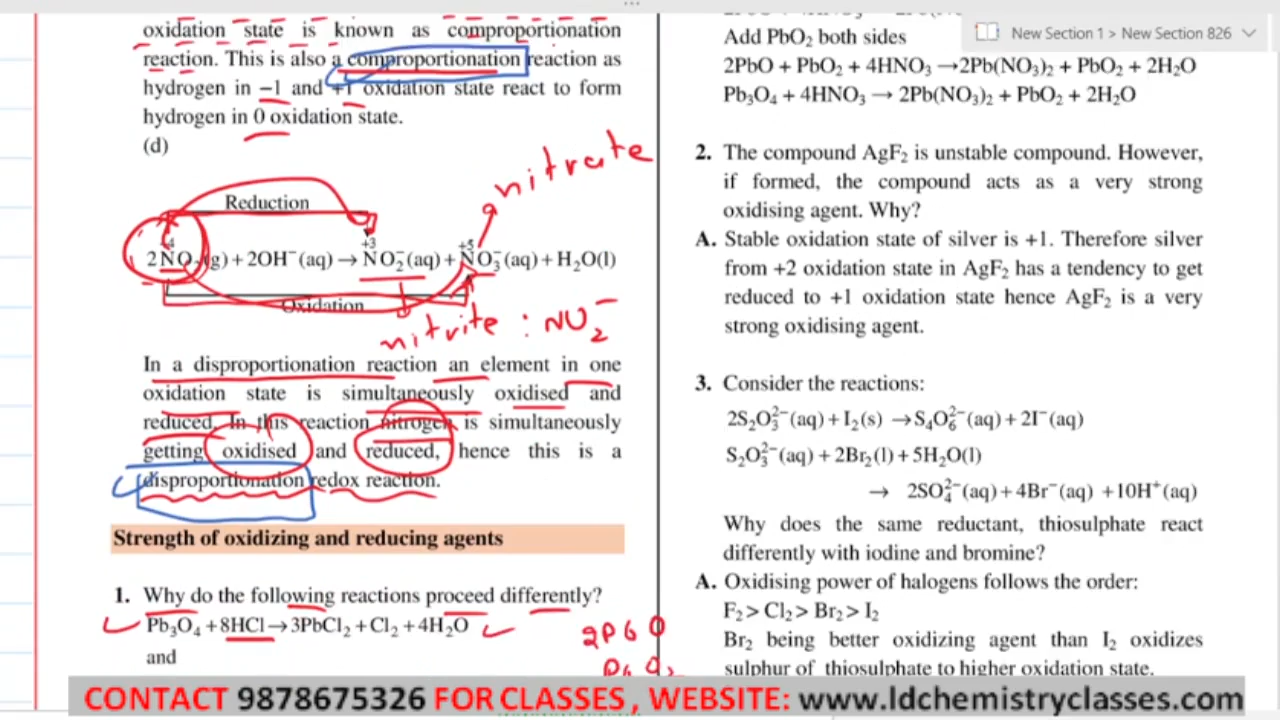 oxidation state is known as comproportionation
reaction. This is also a comproportionation reaction as
hydrogen in −1 and +1 oxidation state react to form
hydrogen in 0 oxidation state.
(d)
nitrate
Reduction
+3 +5
2NO₂(g) + 2OH⁻(aq) → NO₂⁻(aq) + NO₃⁻(aq) + H₂O(l)
Oxidation
nitrite : NO₂⁻
In a disproportionation reaction an element in one
oxidation state is simultaneously oxidised and
reduced. In this reaction nitrogen is simultaneously
getting oxidised and reduced, hence this is a
disproportionation redox reaction.
Strength of oxidizing and reducing agents
1. Why do the following reactions proceed differently?
Pb₃O₄ + 8HCl → 3PbCl₂ + Cl₂ + 4H₂O
and
2PbO
New Section 1 > New Section 826
Add PbO₂ both sides
2PbO + PbO₂ + 4HNO₃ → 2Pb(NO₃)₂ + PbO₂ + 2H₂O
Pb₃O₄ + 4HNO₃ → 2Pb(NO₃)₂ + PbO₂ + 2H₂O
2. The compound AgF₂ is unstable compound. However,
if formed, the compound acts as a very strong
oxidising agent. Why?
A. Stable oxidation state of silver is +1. Therefore silver
from +2 oxidation state in AgF₂ has a tendency to get
reduced to +1 oxidation state hence AgF₂ is a very
strong oxidising agent.
3. Consider the reactions:
2S₂O₃²⁻(aq) + I₂(s) → S₄O₆²⁻(aq) + 2I⁻(aq)
S₂O₃²⁻(aq) + 2Br₂(l) + 5H₂O(l)
→ 2SO₄²⁻(aq) + 4Br⁻(aq) + 10H⁺(aq)
Why does the same reductant, thiosulphate react
differently with iodine and bromine?
A. Oxidising power of halogens follows the order:
F₂ > Cl₂ > Br₂ > I₂
Br₂ being better oxidizing agent than I₂ oxidizes
sulphur of thiosulphate to higher oxidation state.
CONTACT 9878675326 FOR CLASSES , WEBSITE: www.ldchemistryclasses.com